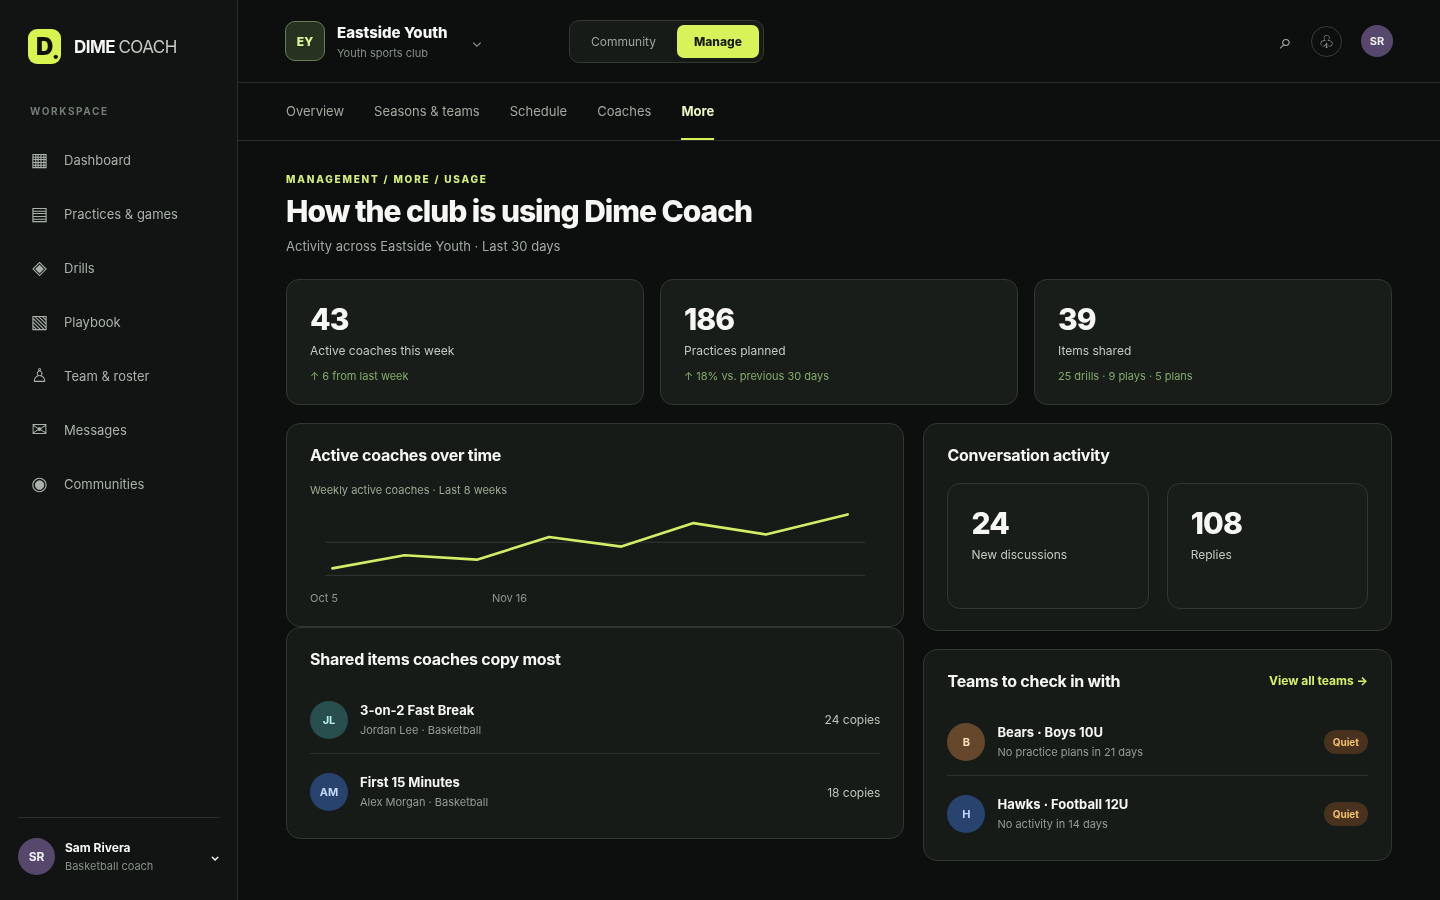 D.
DIME COACH
WORKSPACE
Dashboard
Practices & games
Drills
Playbook
Team & roster
Messages
Communities
SR
Sam Rivera
Basketball coach
EY
Eastside Youth
Youth sports club
Community
Manage
SR
Overview
Seasons & teams
Schedule
Coaches
More
MANAGEMENT / MORE / USAGE
How the club is using Dime Coach
Activity across Eastside Youth · Last 30 days
43
Active coaches this week
↑ 6 from last week
186
Practices planned
↑ 18% vs. previous 30 days
39
Items shared
25 drills · 9 plays · 5 plans
Active coaches over time
Weekly active coaches · Last 8 weeks
Oct 5
Nov 16
Shared items coaches copy most
JL
3-on-2 Fast Break
Jordan Lee · Basketball
24 copies
AM
First 15 Minutes
Alex Morgan · Basketball
18 copies
Conversation activity
24
New discussions
108
Replies
Teams to check in with
View all teams →
B
Bears · Boys 10U
No practice plans in 21 days
Quiet
H
Hawks · Football 12U
No activity in 14 days
Quiet